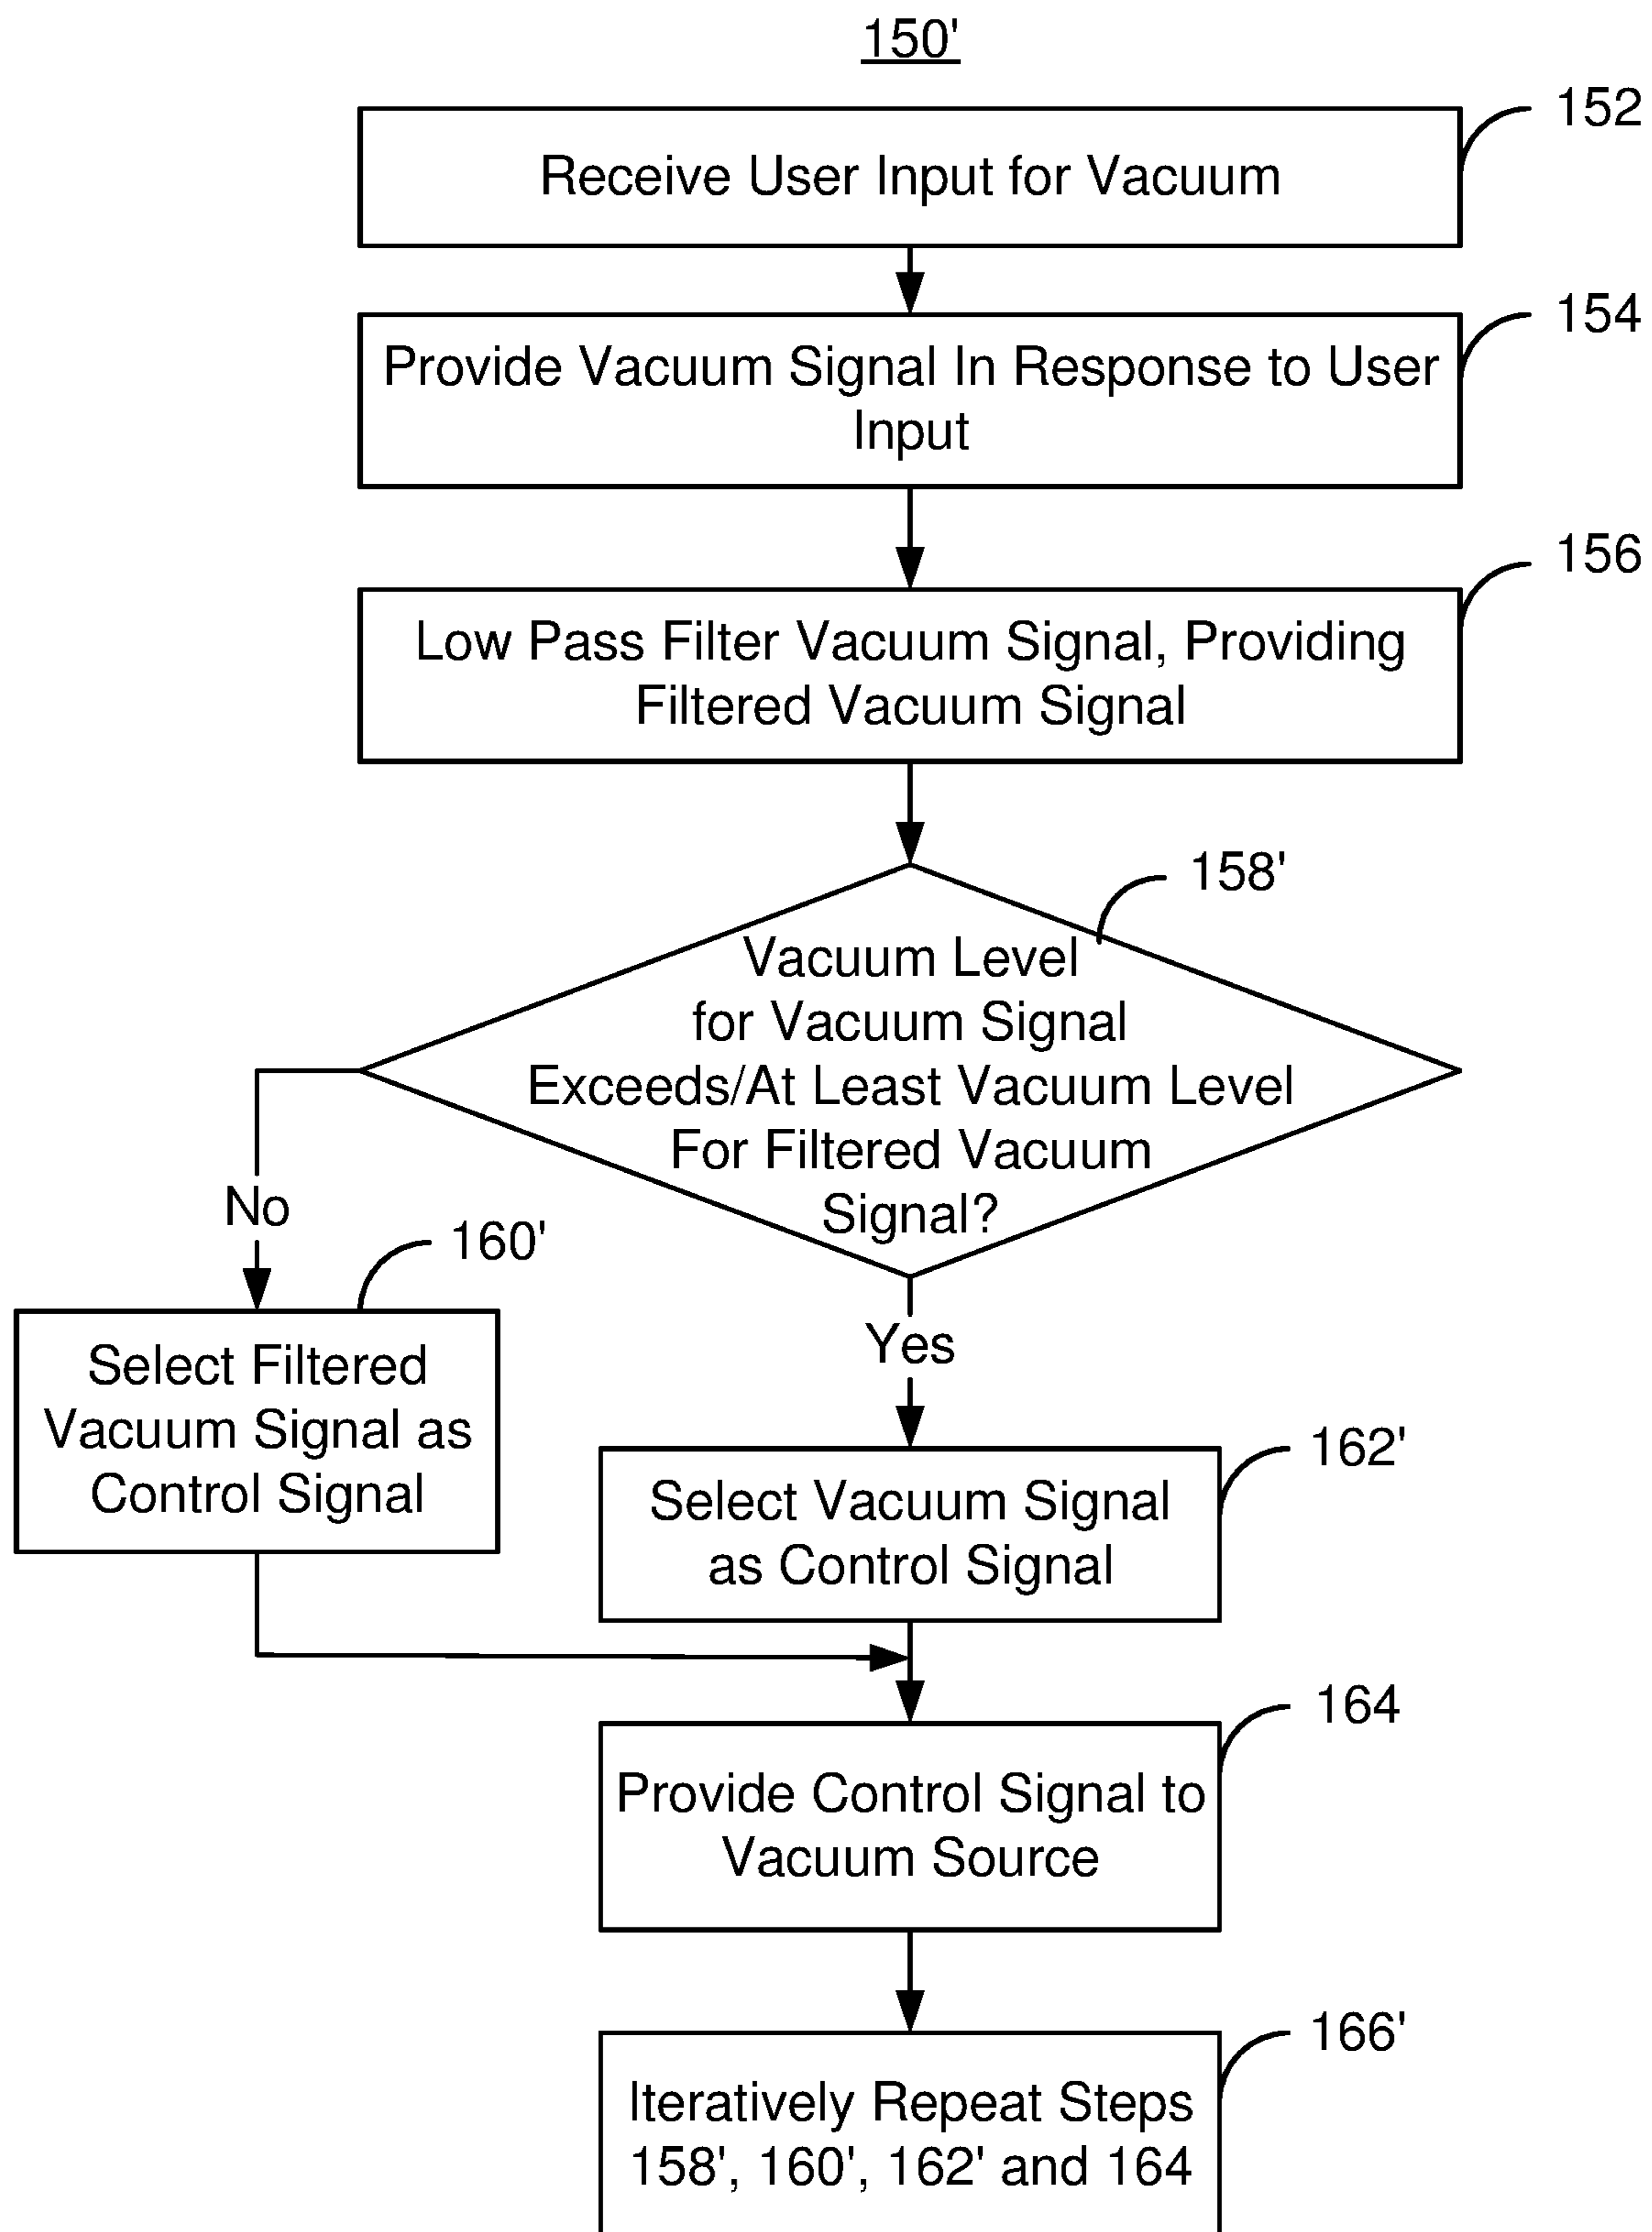 150'
152
Receive User Input for Vacuum
154
Provide Vacuum Signal In Response to User
Input
156
Low Pass Filter Vacuum Signal, Providing
Filtered Vacuum Signal
158'
Vacuum Level
for Vacuum Signal
Exceeds/At Least Vacuum Level
For Filtered Vacuum
Signal?
No
160'
Select Filtered
Vacuum Signal as
Control Signal
Yes
162'
Select Vacuum Signal
as Control Signal
164
Provide Control Signal to
Vacuum Source
166'
Iteratively Repeat Steps
158', 160', 162' and 164